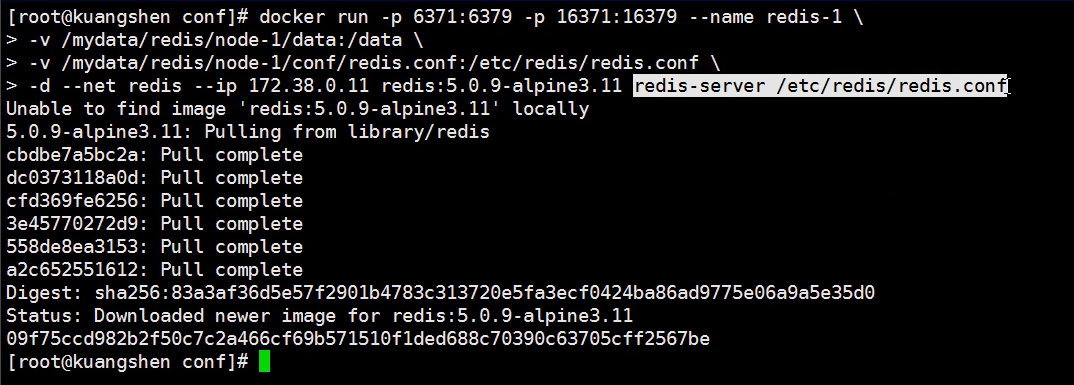 [root@kuangshen conf]# docker run -p 6371:6379 -p 16371:16379 --name redis-1 \
> -v /mydata/redis/node-1/data:/data \
> -v /mydata/redis/node-1/conf/redis.conf:/etc/redis/redis.conf \
> -d --net redis --ip 172.38.0.11 redis:5.0.9-alpine3.11 redis-server /etc/redis/redis.conf
Unable to find image 'redis:5.0.9-alpine3.11' locally
5.0.9-alpine3.11: Pulling from library/redis
cbdbe7a5bc2a: Pull complete
dc0373118a0d: Pull complete
cfd369fe6256: Pull complete
3e45770272d9: Pull complete
558de8ea3153: Pull complete
a2c652551612: Pull complete
Digest: sha256:83a3af36d5e57f2901b4783c313720e5fa3ecf0424ba86ad9775e06a9a5e35d0
Status: Downloaded newer image for redis:5.0.9-alpine3.11
09f75ccd982b2f50c7c2a466cf69b571510f1ded688c70390c63705cff2567be
[root@kuangshen conf]#